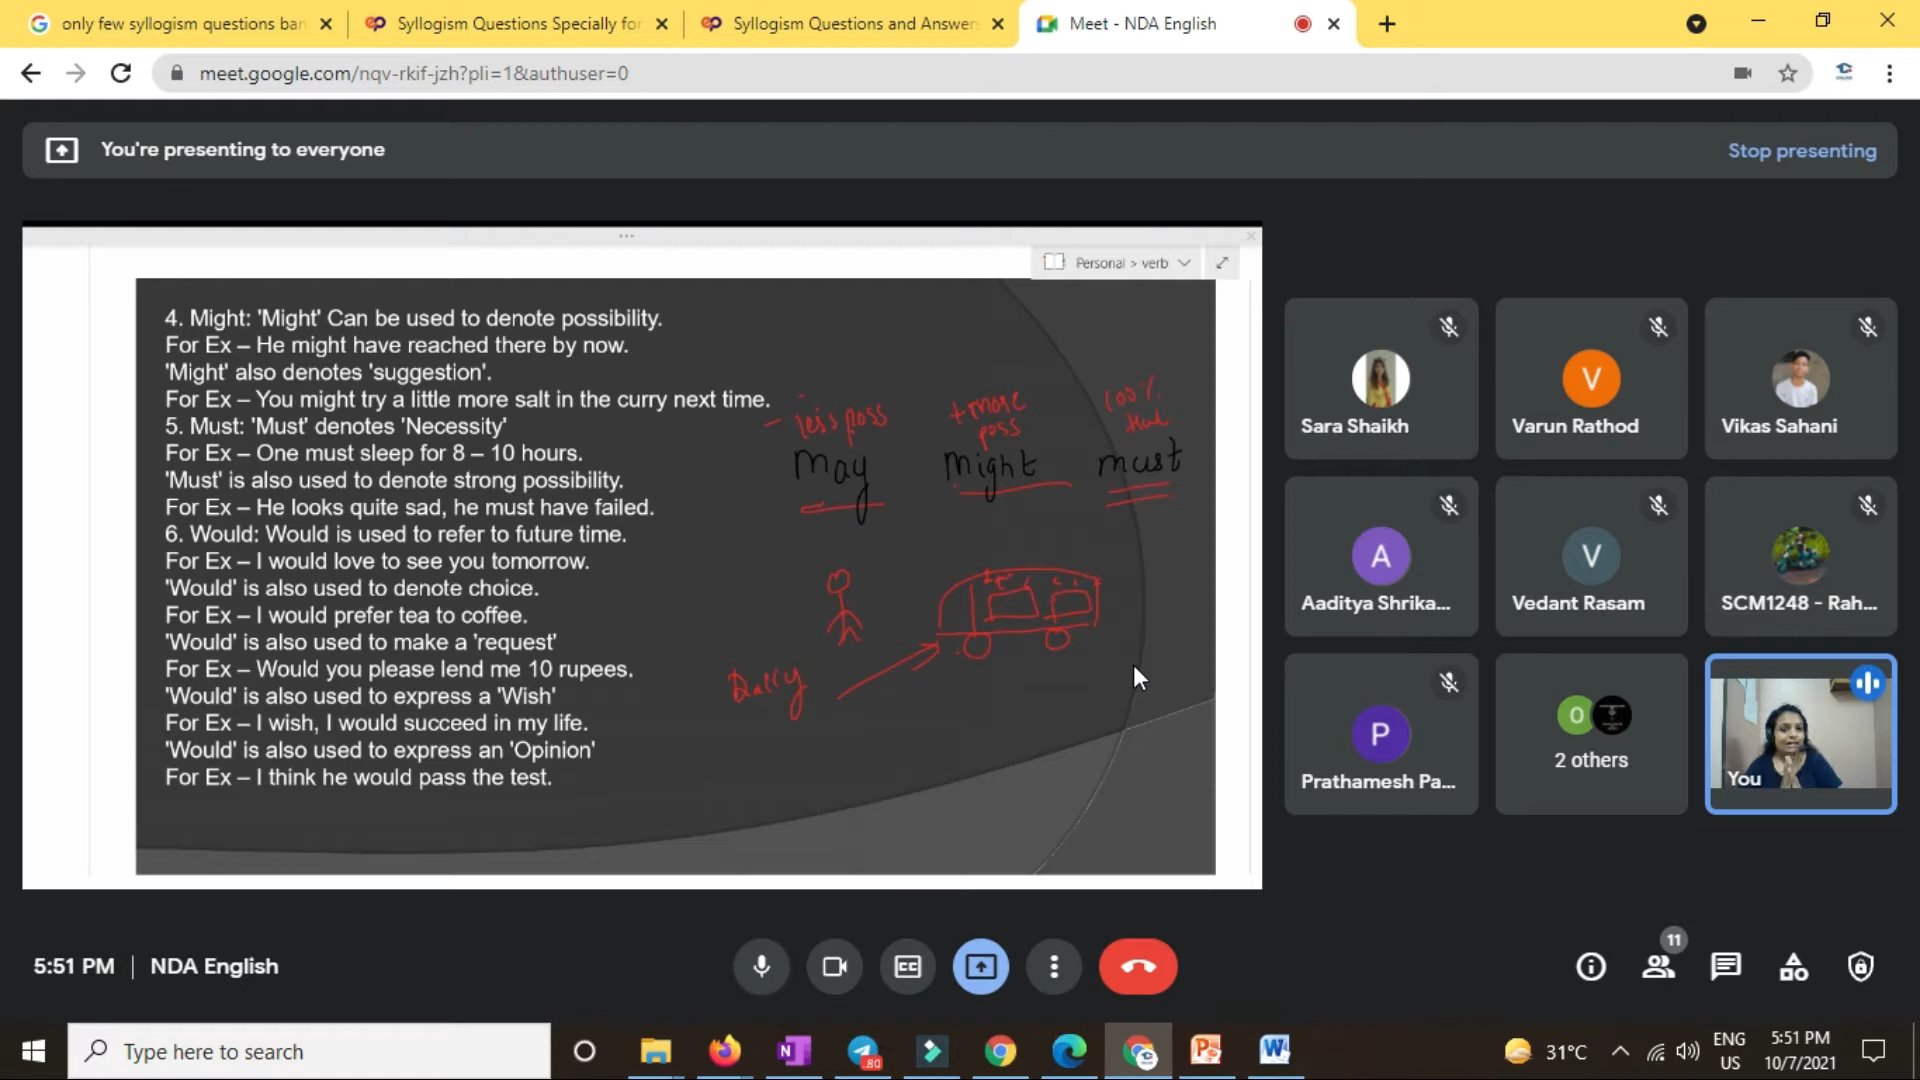 only few syllogism questions ban
Syllogism Questions Specially for
Syllogism Questions and Answer
Meet - NDA English
meet.google.com/nqv-rkif-jzh?pli=1&authuser=0
You're presenting to everyone
Stop presenting
Personal > verb
4. Might: 'Might' Can be used to denote possibility.
For Ex – He might have reached there by now.
'Might' also denotes 'suggestion'.
For Ex – You might try a little more salt in the curry next time.
5. Must: 'Must' denotes 'Necessity'
For Ex – One must sleep for 8 – 10 hours.
'Must' is also used to denote strong possibility.
For Ex – He looks quite sad, he must have failed.
6. Would: Would is used to refer to future time.
For Ex – I would love to see you tomorrow.
'Would' is also used to denote choice.
For Ex – I would prefer tea to coffee.
'Would' is also used to make a 'request'
For Ex – Would you please lend me 10 rupees.
'Would' is also used to express a 'Wish'
For Ex – I wish, I would succeed in my life.
'Would' is also used to express an 'Opinion'
For Ex – I think he would pass the test.
- less poss
+ more
poss
100%
May
Might
must
Daily
Sara Shaikh
V
Varun Rathod
Vikas Sahani
A
Aaditya Shrika...
V
Vedant Rasam
SCM1248 - Rah...
P
Prathamesh Pa...
O
2 others
You
5:51 PM | NDA English
CC
11
Type here to search
N
80
P
W
31°C
ENG
US
5:51 PM
10/7/2021